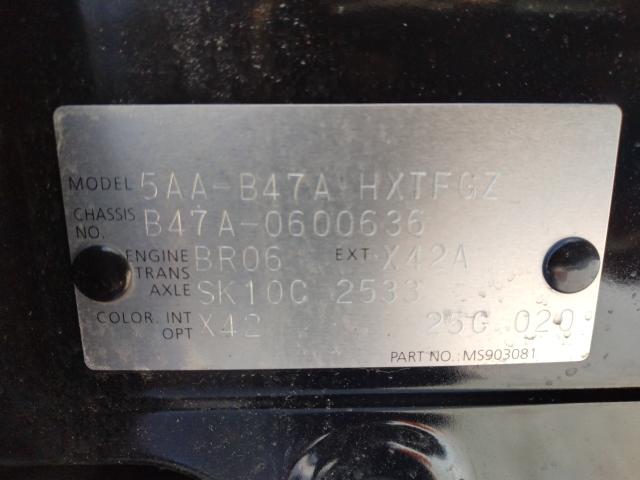 MODEL 5AA-B47A HXTFGZ
CHASSIS NO. B47A-0600636
ENGINE BR06 EXT X42A
TRANS AXLE SK10C 2533
COLOR. INT OPT X42 25G 020
PART NO.: MS903081